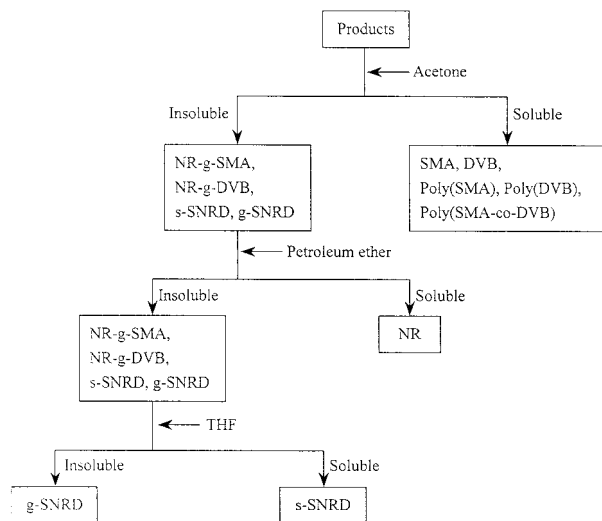 Products
Acetone
Insoluble
Soluble
NR-g-SMA,
NR-g-DVB,
s-SNRD, g-SNRD
SMA, DVB,
Poly(SMA), Poly(DVB),
Poly(SMA-co-DVB)
Petroleum ether
Insoluble
Soluble
NR-g-SMA,
NR-g-DVB,
s-SNRD, g-SNRD
NR
THF
Insoluble
Soluble
g-SNRD
s-SNRD